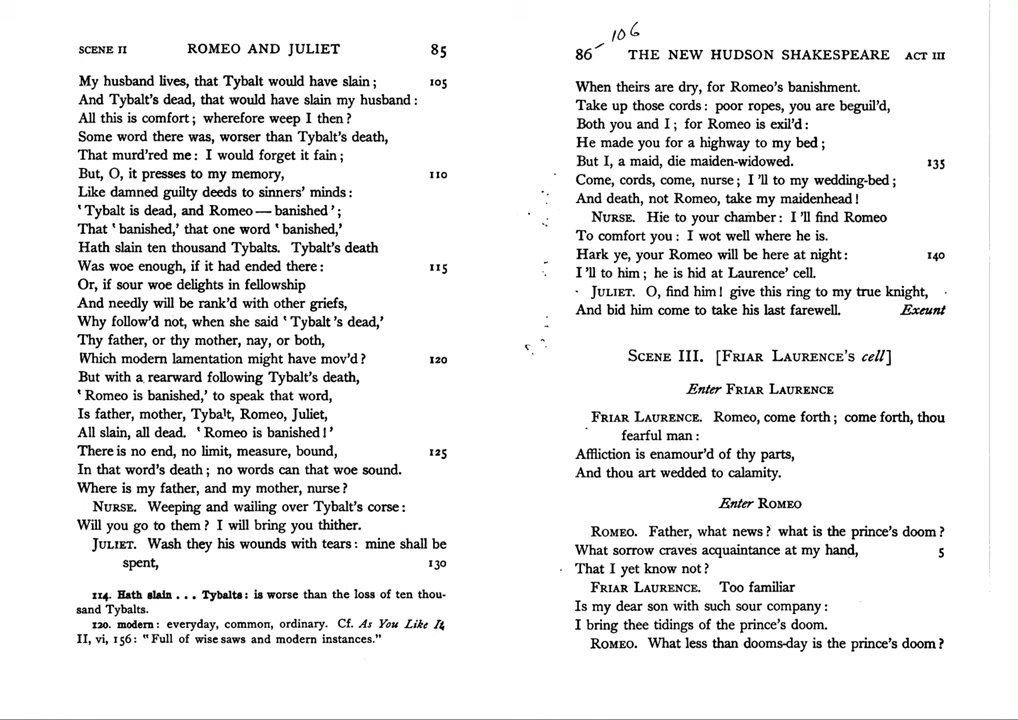 SCENE II ROMEO AND JULIET 85
My husband lives, that Tybalt would have slain; 105
And Tybalt's dead, that would have slain my husband:
All this is comfort; wherefore weep I then?
Some word there was, worser than Tybalt's death,
That murd'red me: I would forget it fain;
But, O, it presses to my memory, 110
Like damned guilty deeds to sinners' minds:
'Tybalt is dead, and Romeo — banished';
That 'banished,' that one word 'banished,'
Hath slain ten thousand Tybalts. Tybalt's death
Was woe enough, if it had ended there: 115
Or, if sour woe delights in fellowship
And needly will be rank'd with other griefs,
Why follow'd not, when she said 'Tybalt 's dead,'
Thy father, or thy mother, nay, or both,
Which modern lamentation might have mov'd? 120
But with a rearward following Tybalt's death,
'Romeo is banished,' to speak that word,
Is father, mother, Tybalt, Romeo, Juliet,
All slain, all dead. 'Romeo is banished!'
There is no end, no limit, measure, bound, 125
In that word's death; no words can that woe sound.
Where is my father, and my mother, nurse?
NURSE. Weeping and wailing over Tybalt's corse:
Will you go to them? I will bring you thither.
JULIET. Wash they his wounds with tears: mine shall be
spent, 130
114. Hath slain . . . Tybalts: is worse than the loss of ten thou-
sand Tybalts.
120. modern: everyday, common, ordinary. Cf. As You Like It,
II, vi, 156: "Full of wise saws and modern instances."
106
86 THE NEW HUDSON SHAKESPEARE ACT III
When theirs are dry, for Romeo's banishment.
Take up those cords: poor ropes, you are beguil'd,
Both you and I; for Romeo is exil'd:
He made you for a highway to my bed;
But I, a maid, die maiden-widowed. 135
Come, cords, come, nurse; I 'll to my wedding-bed;
And death, not Romeo, take my maidenhead!
NURSE. Hie to your chamber: I 'll find Romeo
To comfort you: I wot well where he is.
Hark ye, your Romeo will be here at night: 140
I 'll to him; he is hid at Laurence' cell.
JULIET. O, find him! give this ring to my true knight,
And bid him come to take his last farewell. Exeunt
SCENE III. [FRIAR LAURENCE'S cell]
Enter FRIAR LAURENCE
FRIAR LAURENCE. Romeo, come forth; come forth, thou
fearful man:
Affliction is enamour'd of thy parts,
And thou art wedded to calamity.
Enter ROMEO
ROMEO. Father, what news? what is the prince's doom?
What sorrow craves acquaintance at my hand, 5
That I yet know not?
FRIAR LAURENCE. Too familiar
Is my dear son with such sour company:
I bring thee tidings of the prince's doom.
ROMEO. What less than dooms-day is the prince's doom?